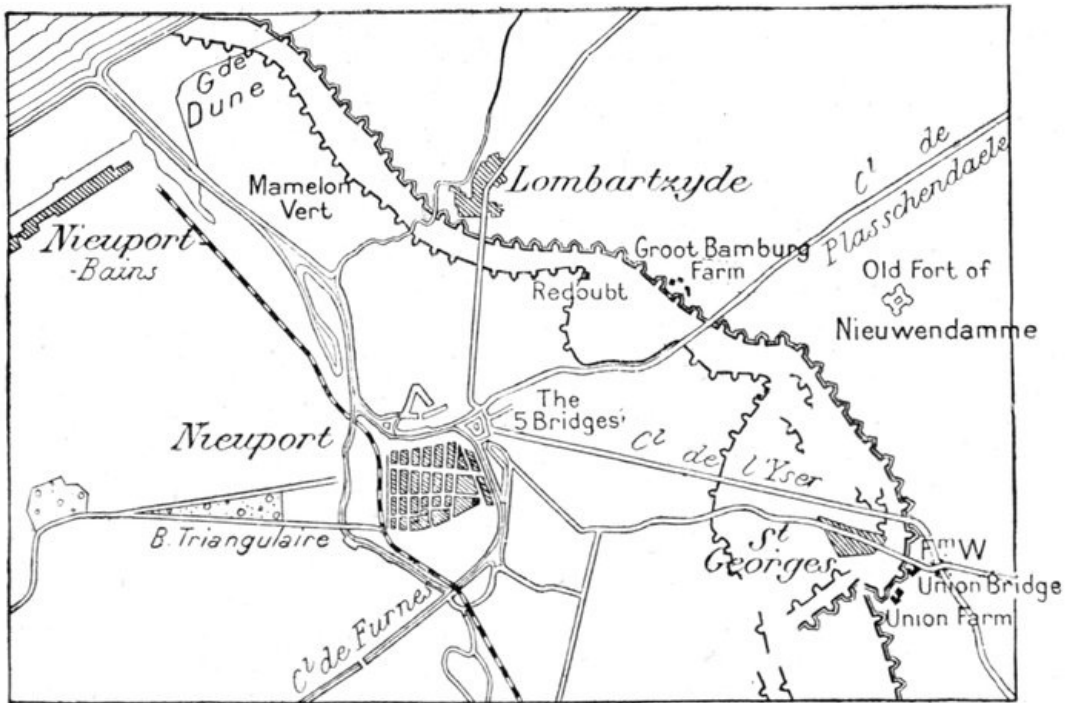 Gde
Dune
Mamelon
Vert
Lombartzyde
Cl de
Plasschendaele
Nieuport
-Bains
Groot Bamburg
Farm
Redoubt
Old Fort of
Nieuwendamme
The
5 Bridges
Nieuport
Cl de l'Yser
B. Triangulaire
St
Georges
Fm W
Union Bridge
Union Farm
Cl de Furnes